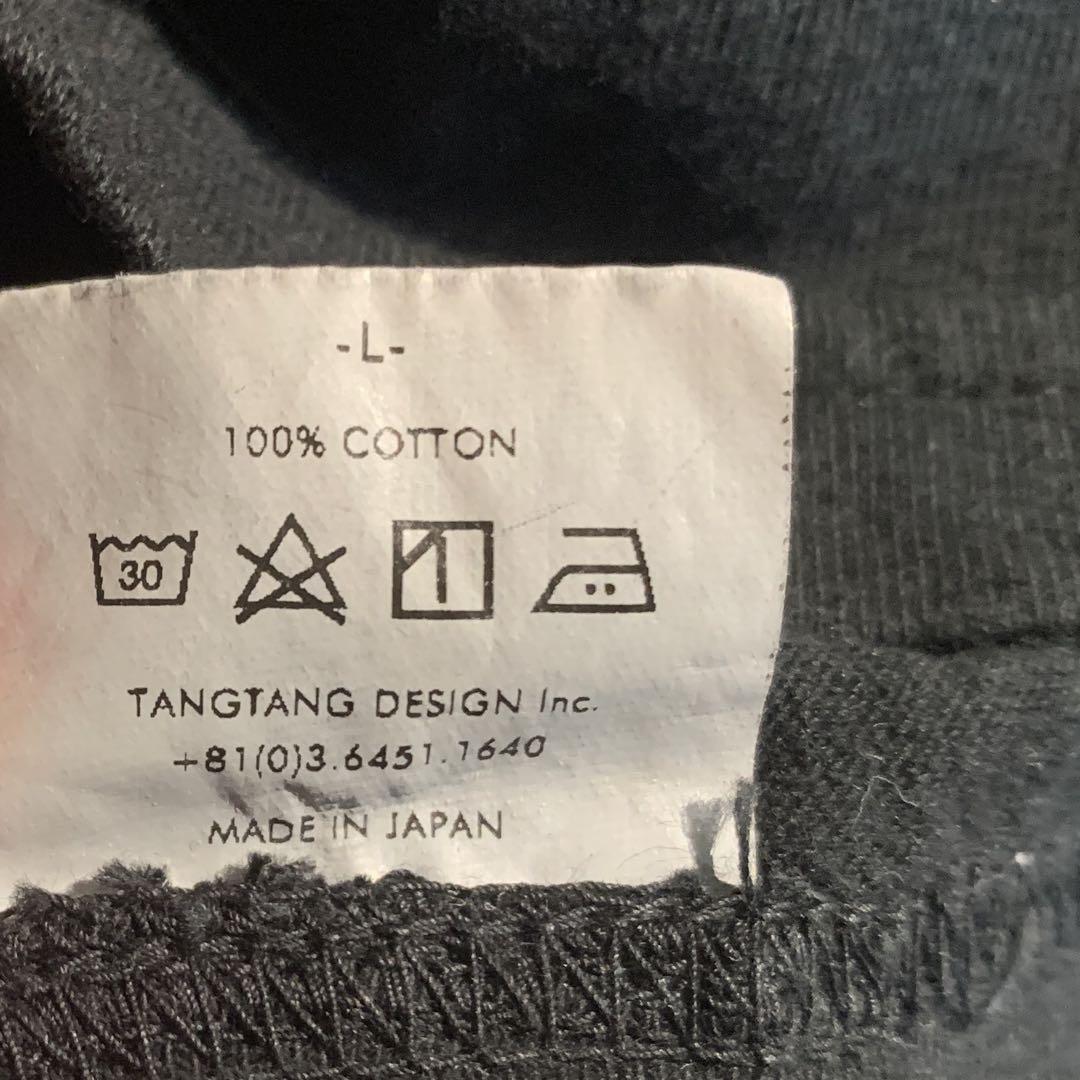 -L-
100% COTTON
30
TANGTANG DESIGN Inc.
+81(0)3.6451.1640
MADE IN JAPAN